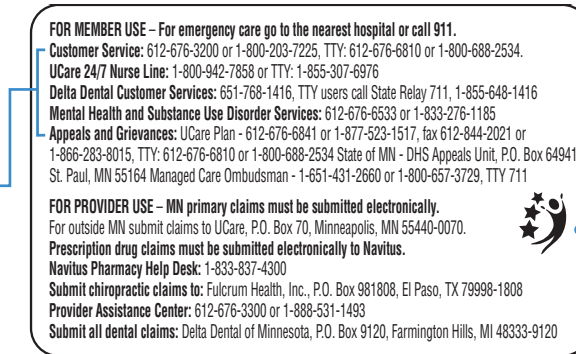 FOR MEMBER USE – For emergency care go to the nearest hospital or call 911.
Customer Service: 612-676-3200 or 1-800-203-7225, TTY: 612-676-6810 or 1-800-688-2534.
UCare 24/7 Nurse Line: 1-800-942-7858 or TTY: 1-855-307-6976
Delta Dental Customer Services: 651-768-1416, TTY users call State Relay 711, 1-855-648-1416
Mental Health and Substance Use Disorder Services: 612-676-6533 or 1-833-276-1185
Appeals and Grievances: UCare Plan - 612-676-6841 or 1-877-523-1517, fax 612-844-2021 or
1-866-283-8015, TTY: 612-676-6810 or 1-800-688-2534 State of MN - DHS Appeals Unit, P.O. Box 64941
St. Paul, MN 55164 Managed Care Ombudsman - 1-651-431-2660 or 1-800-657-3729, TTY 711
FOR PROVIDER USE – MN primary claims must be submitted electronically.
For outside MN submit claims to UCare, P.O. Box 70, Minneapolis, MN 55440-0070.
Prescription drug claims must be submitted electronically to Navitus.
Navitus Pharmacy Help Desk: 1-833-837-4300
Submit chiropractic claims to: Fulcrum Health, Inc., P.O. Box 981808, El Paso, TX 79998-1808
Provider Assistance Center: 612-676-3300 or 1-888-531-1493
Submit all dental claims: Delta Dental of Minnesota, P.O. Box 9120, Farmington Hills, MI 48333-9120